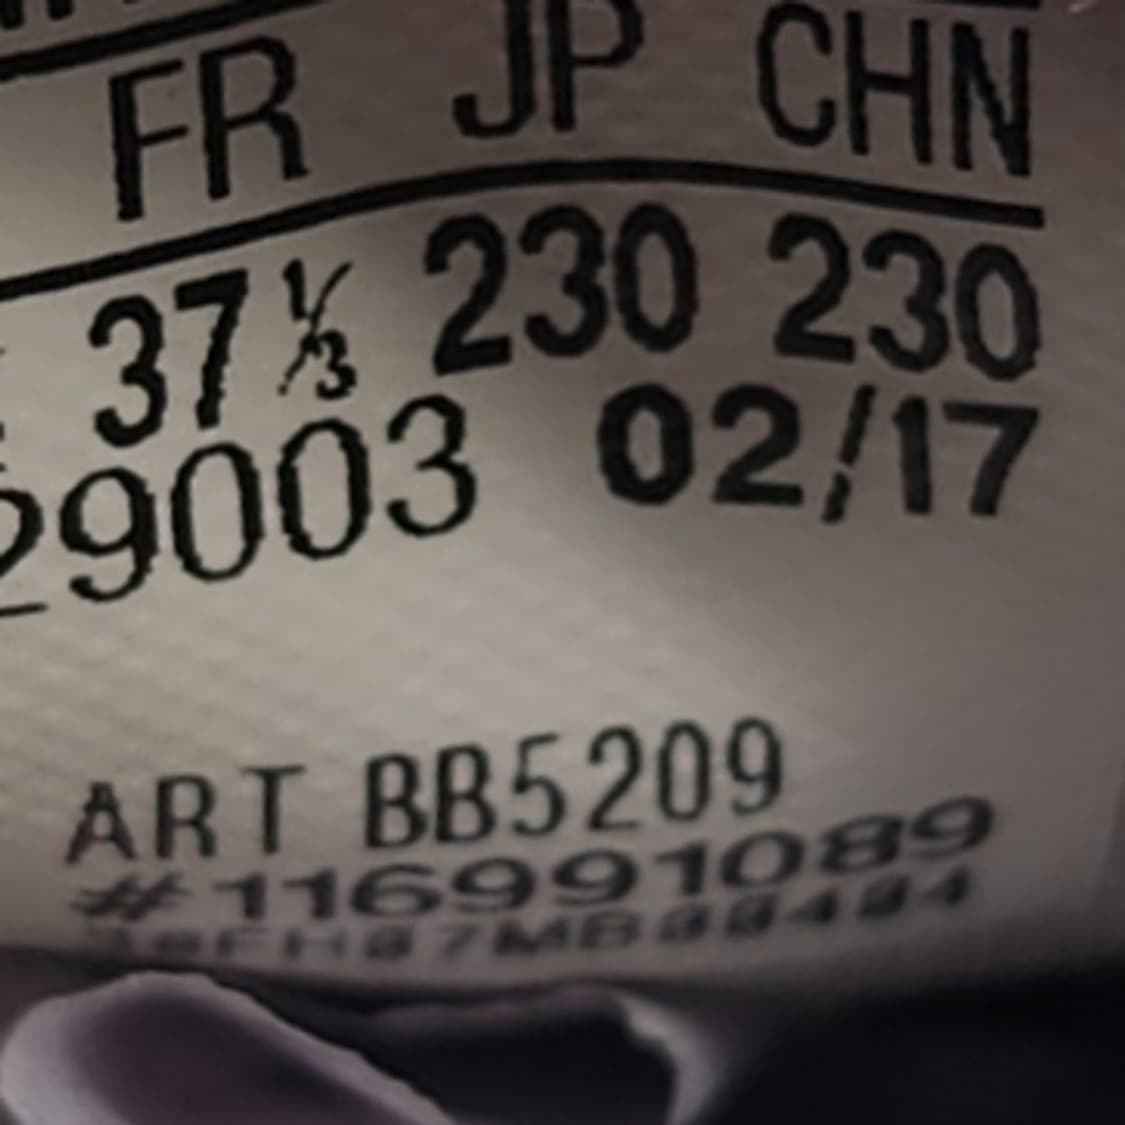 FR JP CHN
37⅓ 230 230
29003 02/17
ART BB5209
#116991089